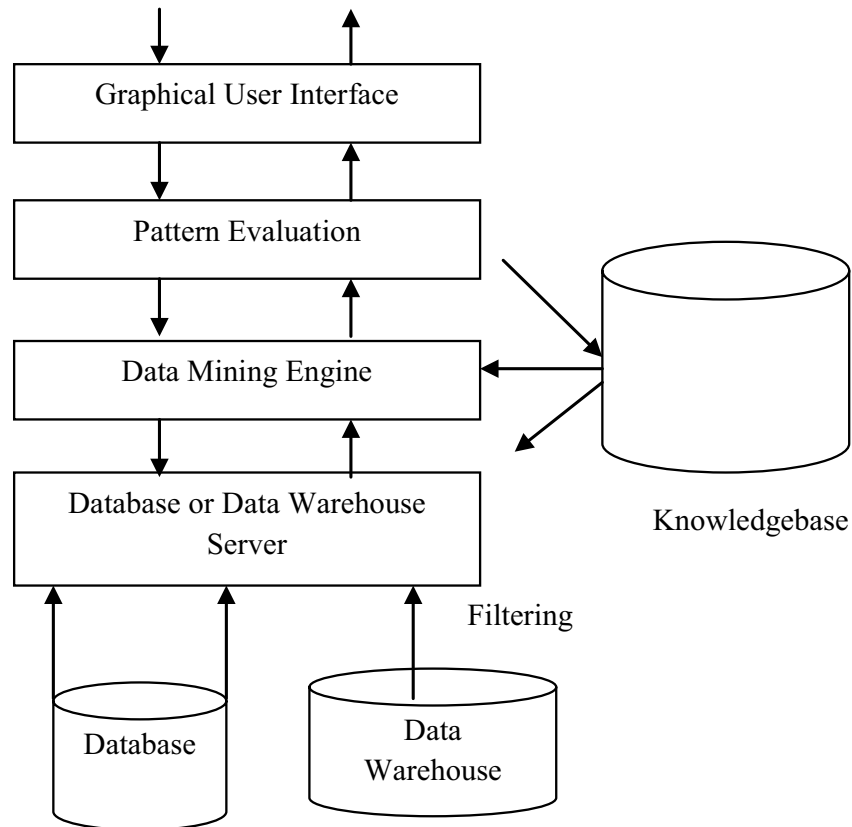 Graphical User Interface
Pattern Evaluation
Data Mining Engine
Database or Data Warehouse
Server
Knowledgebase
Filtering
Database
Data
Warehouse